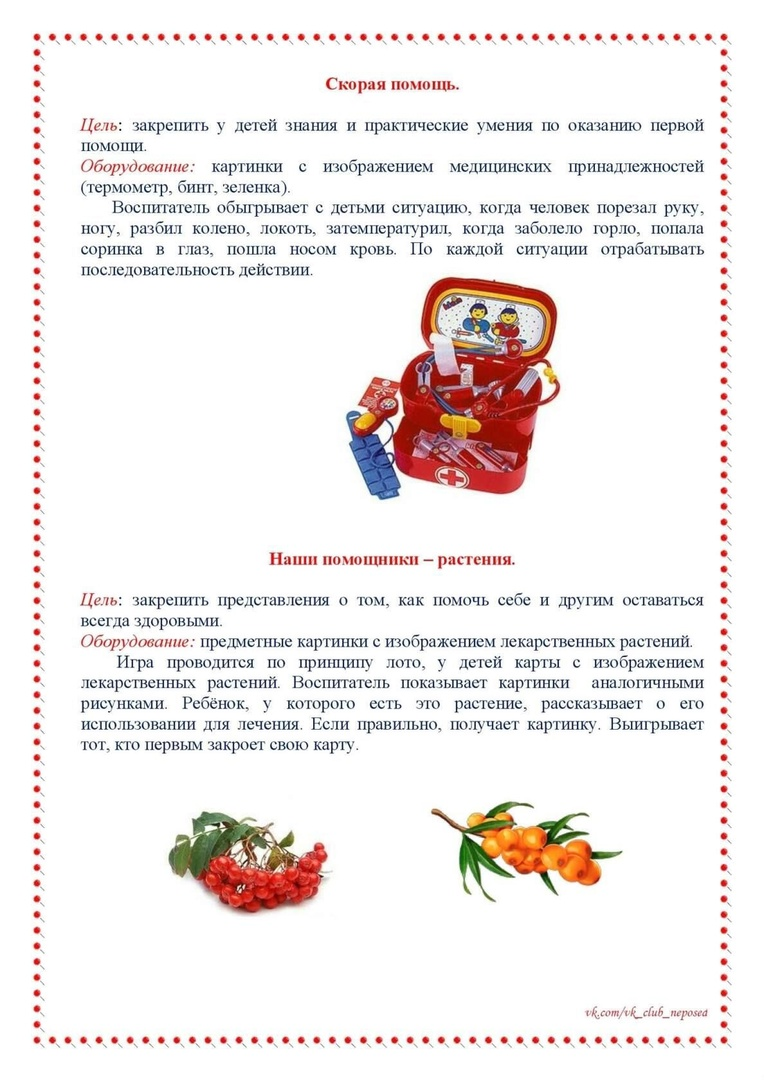 Скорая помощь.
Цель: закрепить у детей знания и практические умения по оказанию первой
помощи.
Оборудование: картинки с изображением медицинских принадлежностей
(термометр, бинт, зеленка).
Воспитатель обыгрывает с детьми ситуацию, когда человек порезал руку,
ногу, разбил колено, локоть, затемпературил, когда заболело горло, попала
соринка в глаз, пошла носом кровь. По каждой ситуации отрабатывать
последовательность действии.
Наши помощники – растения.
Цель: закрепить представления о том, как помочь себе и другим оставаться
всегда здоровыми.
Оборудование: предметные картинки с изображением лекарственных растений.
Игра проводится по принципу лото, у детей карты с изображением
лекарственных растений. Воспитатель показывает картинки аналогичными
рисунками. Ребёнок, у которого есть это растение, рассказывает о его
использовании для лечения. Если правильно, получает картинку. Выигрывает
тот, кто первым закроет свою карту.
vk.com/vk_club_neposed